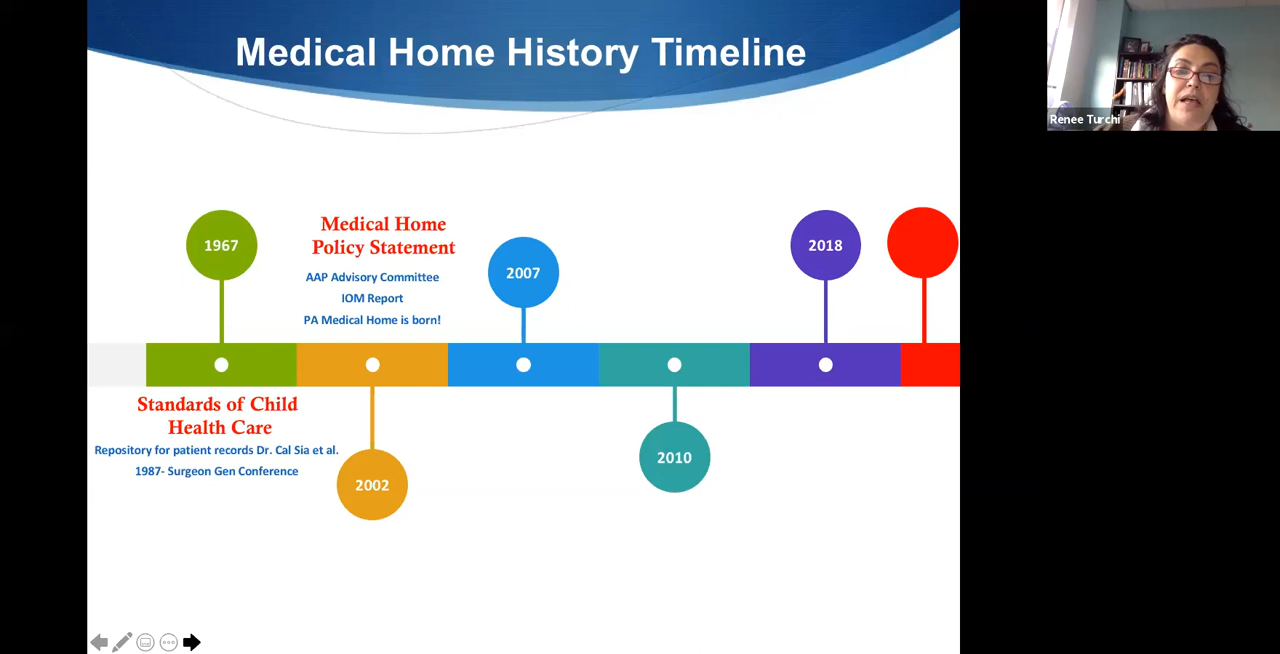 Medical Home History Timeline
Renee Turchi
1967
Medical Home
Policy Statement
AAP Advisory Committee
IOM Report
PA Medical Home is born!
2007
2018
Standards of Child
Health Care
Repository for patient records Dr. Cal Sia et al.
1987- Surgeon Gen Conference
2002
2010